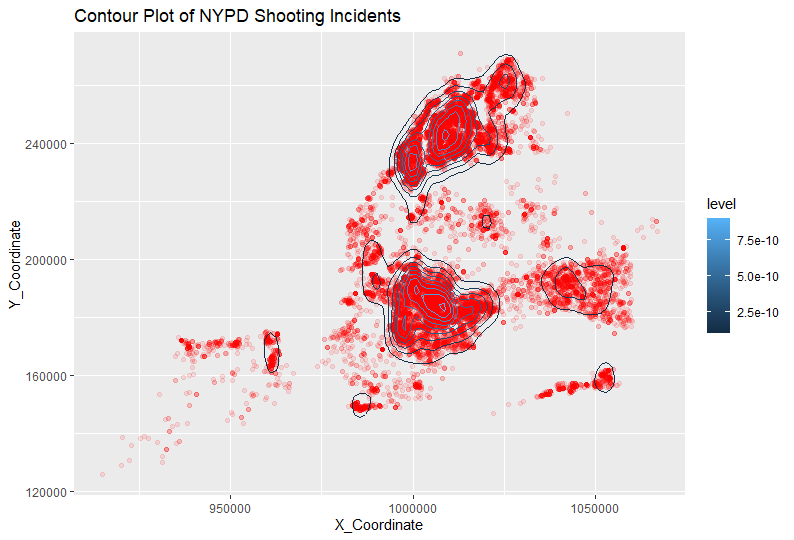 Contour Plot of NYPD Shooting Incidents
Y_Coordinate
240000
200000
160000
120000
950000
1000000
1050000
X_Coordinate
level
7.5e-10
5.0e-10
2.5e-10